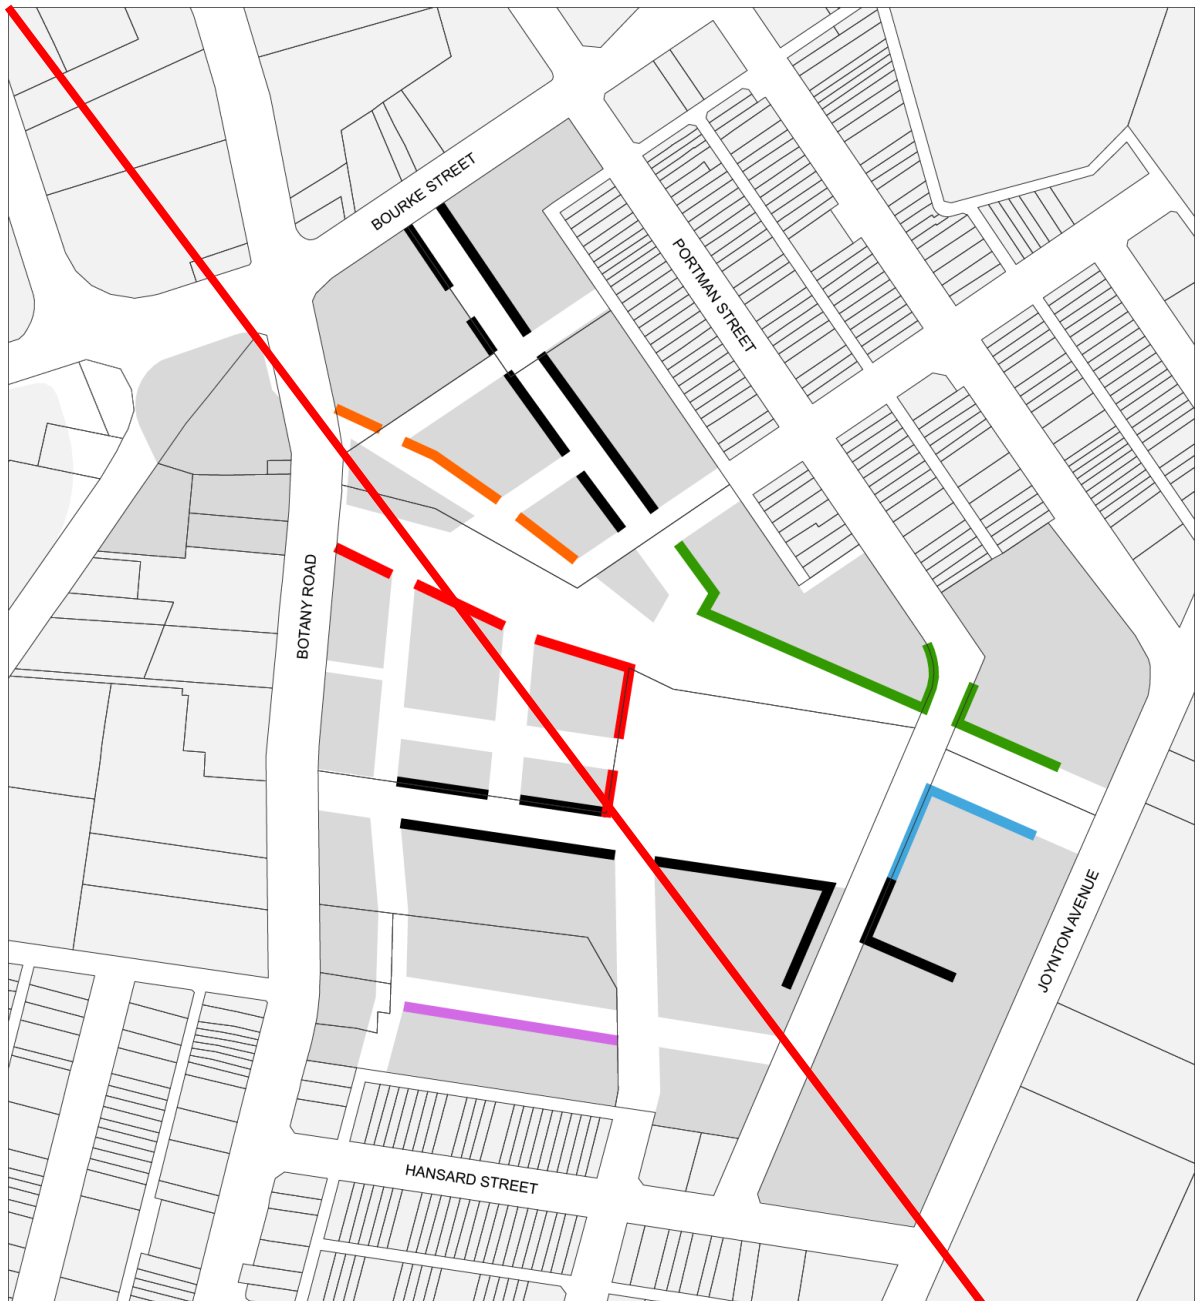 BOURKE STREET
PORTMAN STREET
BOTANY ROAD
JOYNTON AVENUE
HANSARD STREET